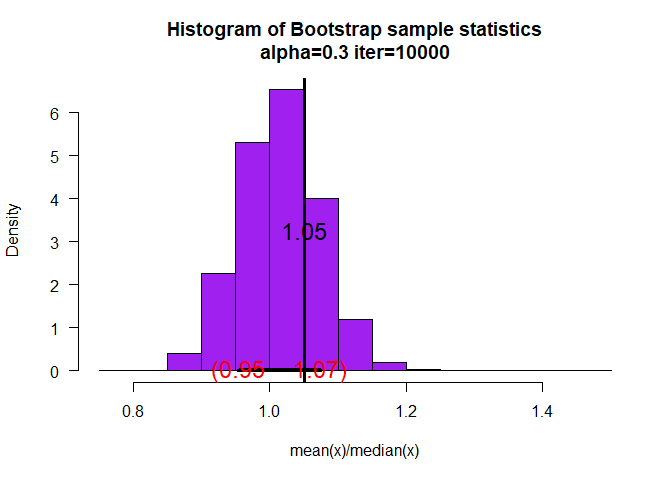 Histogram of Bootstrap sample statistics
alpha=0.3 iter=10000
Density
6
5
4
3
2
1
0
1.05
(0.95 1.07)
0.8 1.0 1.2 1.4
mean(x)/median(x)